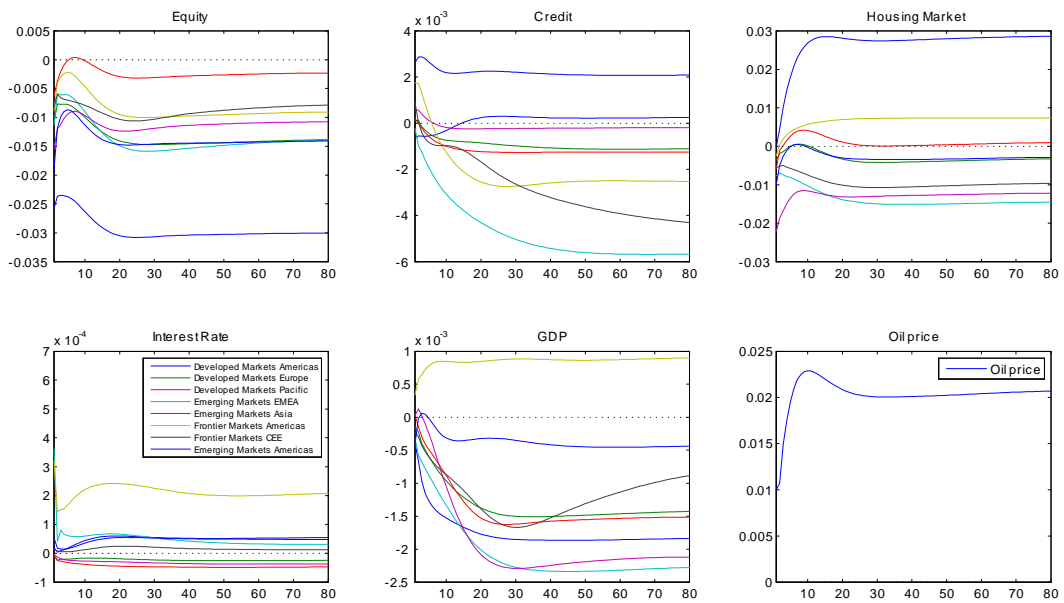 Equity
0.005
0
-0.005
-0.01
-0.015
-0.02
-0.025
-0.03
-0.035
10 20 30 40 50 60 70 80
Credit
x 10⁻³
4
2
0
-2
-4
-6
10 20 30 40 50 60 70 80
Housing Market
0.03
0.02
0.01
0
-0.01
-0.02
-0.03
10 20 30 40 50 60 70 80
Interest Rate
x 10⁻⁴
7
6
5
4
3
2
1
0
-1
10 20 30 40 50 60 70 80
Developed Markets Americas
Developed Markets Europe
Developed Markets Pacific
Emerging Markets EMEA
Emerging Markets Asia
Frontier Markets Americas
Frontier Markets CEE
Emerging Markets Americas
GDP
x 10⁻³
1
0.5
0
-0.5
-1
-1.5
-2
-2.5
10 20 30 40 50 60 70 80
Oil price
0.025
0.02
0.015
0.01
0.005
0
10 20 30 40 50 60 70 80
Oil price